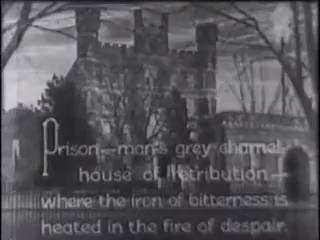 Prison—man's grey charnel-
house of retribution—
where the iron of bitterness is
heated in the fire of despair.